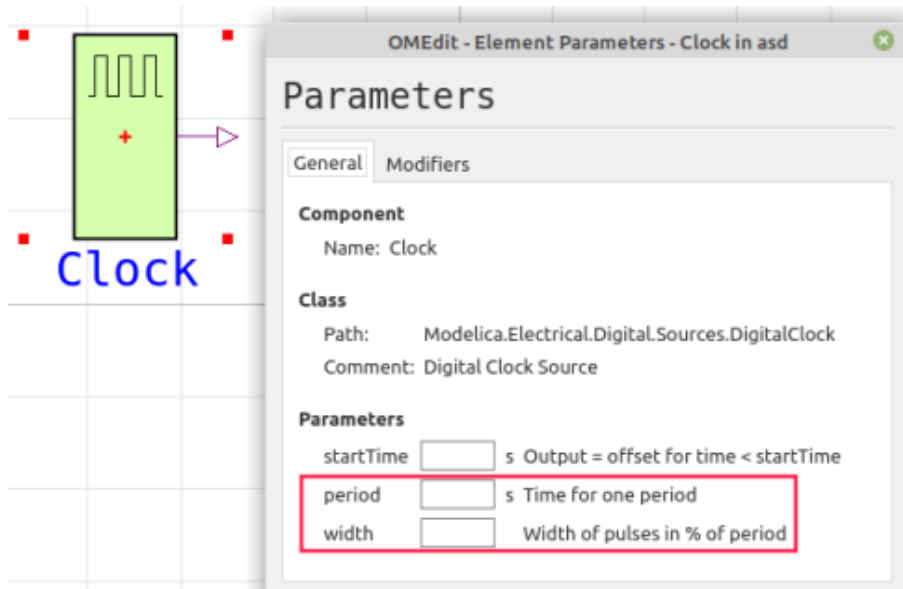 Clock
OMEdit - Element Parameters - Clock in asd
Parameters
General Modifiers
Component
Name: Clock
Class
Path: Modelica.Electrical.Digital.Sources.DigitalClock
Comment: Digital Clock Source
Parameters
startTime s Output = offset for time < startTime
period s Time for one period
width Width of pulses in % of period